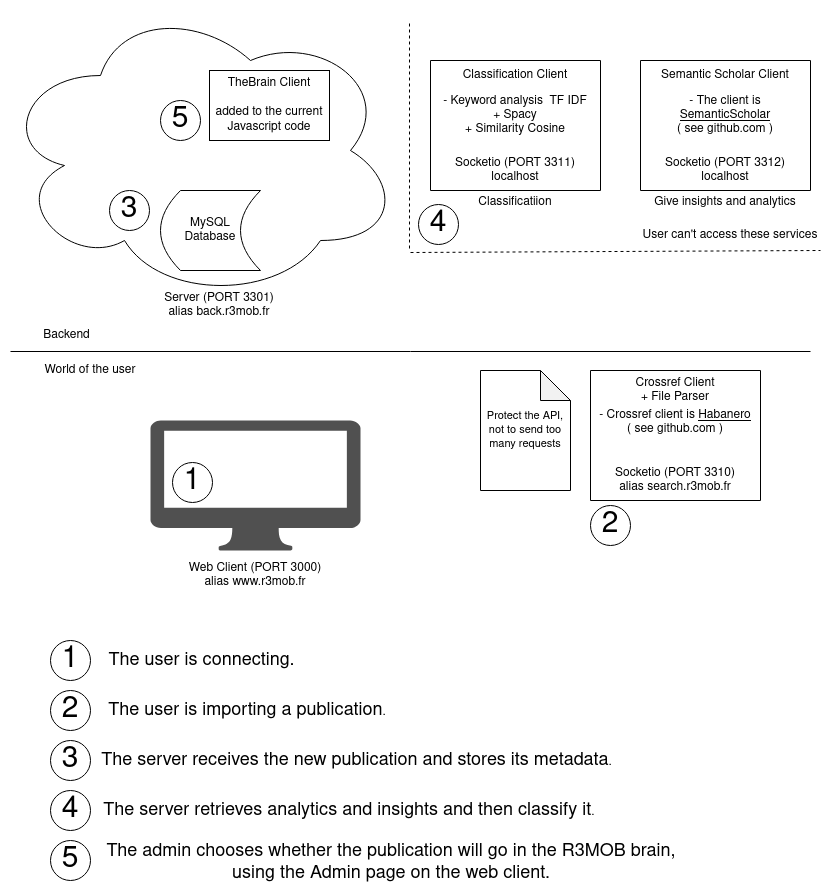 TheBrain Client
added to the current
Javascript code
5
3
MySQL
Database
Server (PORT 3301)
alias back.r3mob.fr
Classification Client
- Keyword analysis  TF IDF
+ Spacy
+ Similarity Cosine
Socketio (PORT 3311)
localhost
Classificatiion
4
Semantic Scholar Client
- The client is
SemanticScholar
( see github.com )
Socketio (PORT 3312)
localhost
Give insights and analytics
User can't access these services
Backend
World of the user
1
Web Client (PORT 3000)
alias www.r3mob.fr
Protect the API,
not to send too
many requests
Crossref Client
+ File Parser
- Crossref client is Habanero
( see github.com )
Socketio (PORT 3310)
alias search.r3mob.fr
2
1 The user is connecting.
2 The user is importing a publication.
3 The server receives the new publication and stores its metadata.
4 The server retrieves analytics and insights and then classify it.
5 The admin chooses whether the publication will go in the R3MOB brain,
using the Admin page on the web client.